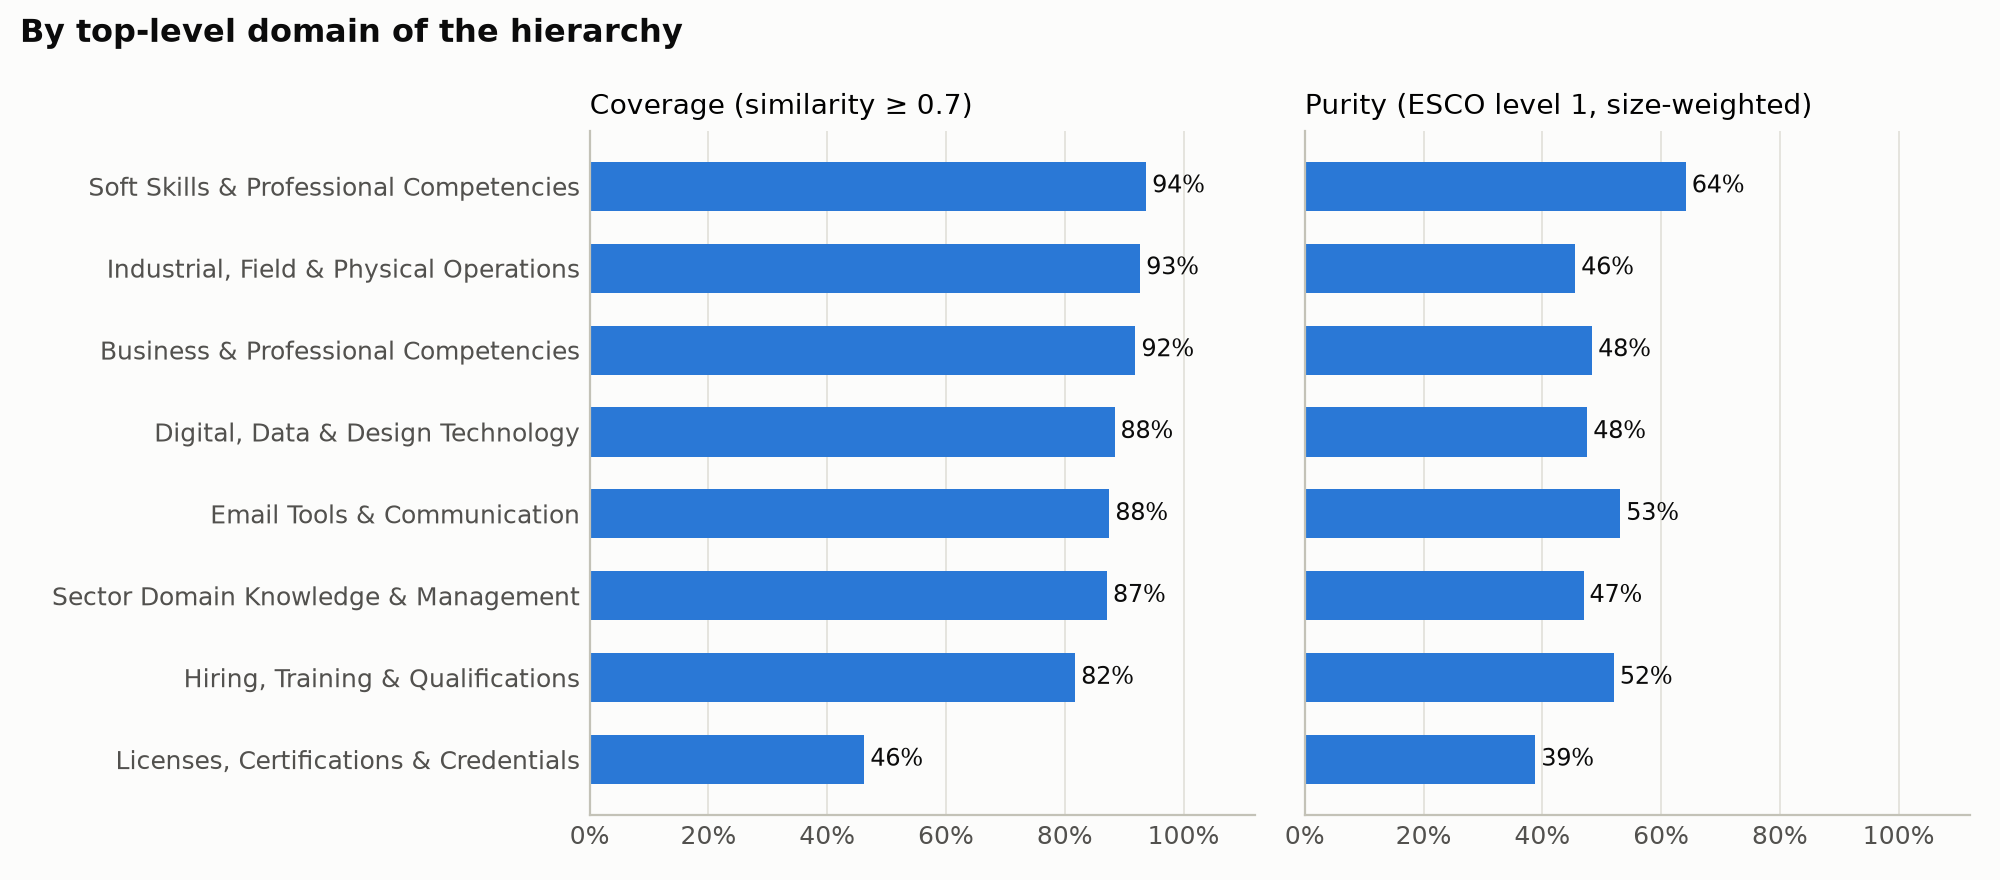 By top-level domain of the hierarchy
Coverage (similarity ≥ 0.7)
Purity (ESCO level 1, size-weighted)
Soft Skills & Professional Competencies 94% 64%
Industrial, Field & Physical Operations 93% 46%
Business & Professional Competencies 92% 48%
Digital, Data & Design Technology 88% 48%
Email Tools & Communication 88% 53%
Sector Domain Knowledge & Management 87% 47%
Hiring, Training & Qualifications 82% 52%
Licenses, Certifications & Credentials 46% 39%
0% 20% 40% 60% 80% 100% 0% 20% 40% 60% 80% 100%